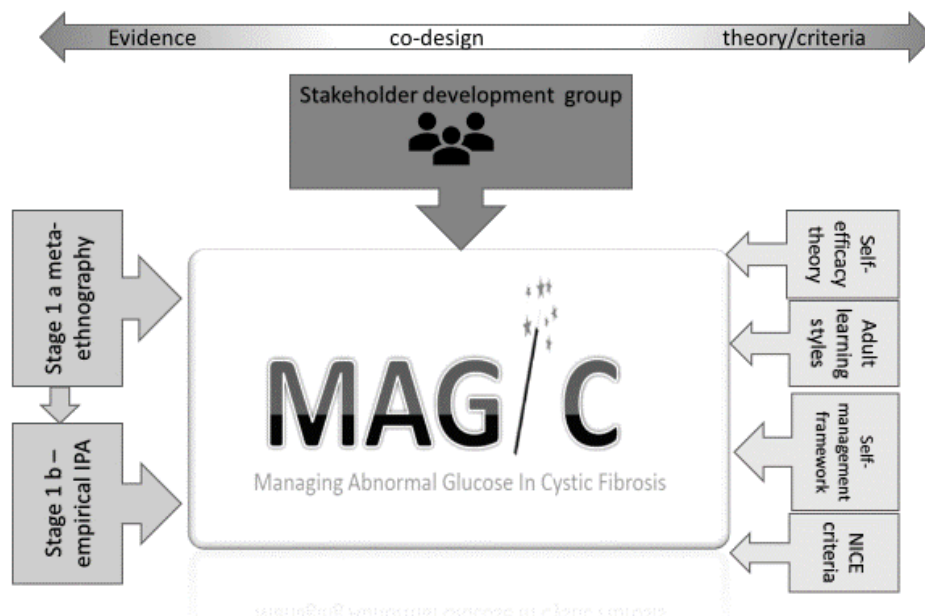 Evidence co-design theory/criteria
Stakeholder development group
Stage 1 a meta-
ethnography
Stage 1 b –
empirical IPA
MAGIC
Managing Abnormal Glucose In Cystic Fibrosis
Self-
efficacy
theory
Adult
learning
styles
Self-
management
framework
NICE
criteria